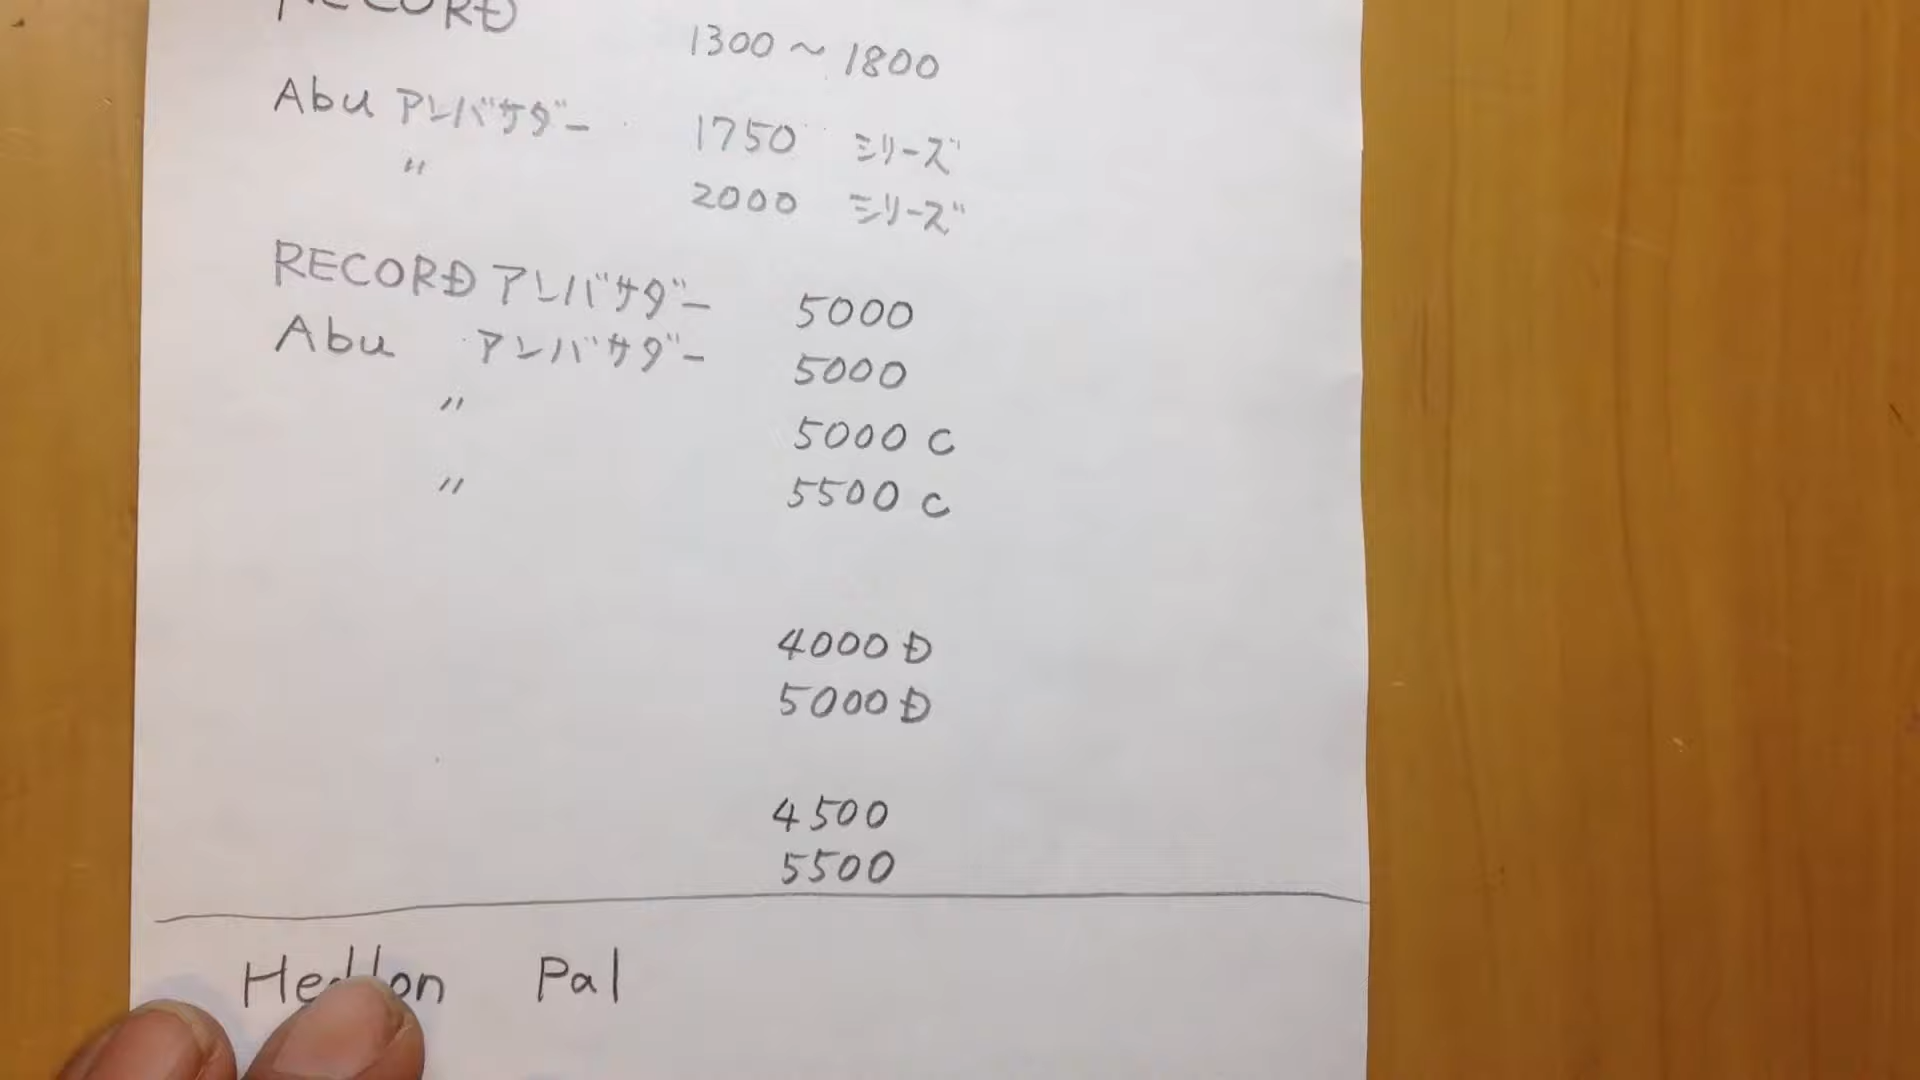 RECORD 1300〜1800
Abu アンバサダー 1750 シリーズ
〃 2000 シリーズ
RECORD アンバサダー 5000
Abu アンバサダー 5000
〃 5000 C
〃 5500 C
4000 D
5000 D
4500
5500
Heddon Pal